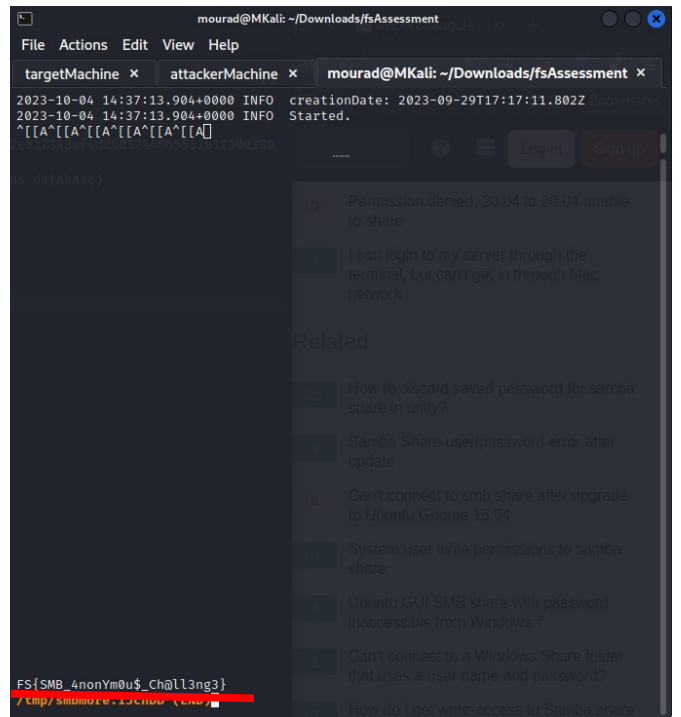 mourad@MKali: ~/Downloads/fsAssessment
File Actions Edit View Help
targetMachine × attackerMachine × mourad@MKali: ~/Downloads/fsAssessment ×
2023-10-04 14:37:13.904+0000 INFO creationDate: 2023-09-29T17:17:11.802Z
2023-10-04 14:37:13.904+0000 INFO Started.
^[[A^[[A^[[A^[[A^[[A^[[A
Log in Sign up
ns database)
Permission denied, 20.04 to 20.04 unable
to share
I can login to my server through the
terminal, but can't get in through Mac
network
Related
How to discard saved password for samba
share in unity?
Samba Share user/password error after
update
Can't connect to smb share after upgrade
to Ubuntu Gnome 16.04
System user write permissions to samba
share
Ubuntu GUI SMB share with password
inaccessible from Windows 7
Can't connect to a Windows Share folder
that uses a user name and password?
How do I get write-access to Samba share
FS{SMB_4nonYm0u$_Ch@ll3ng3}
(END)